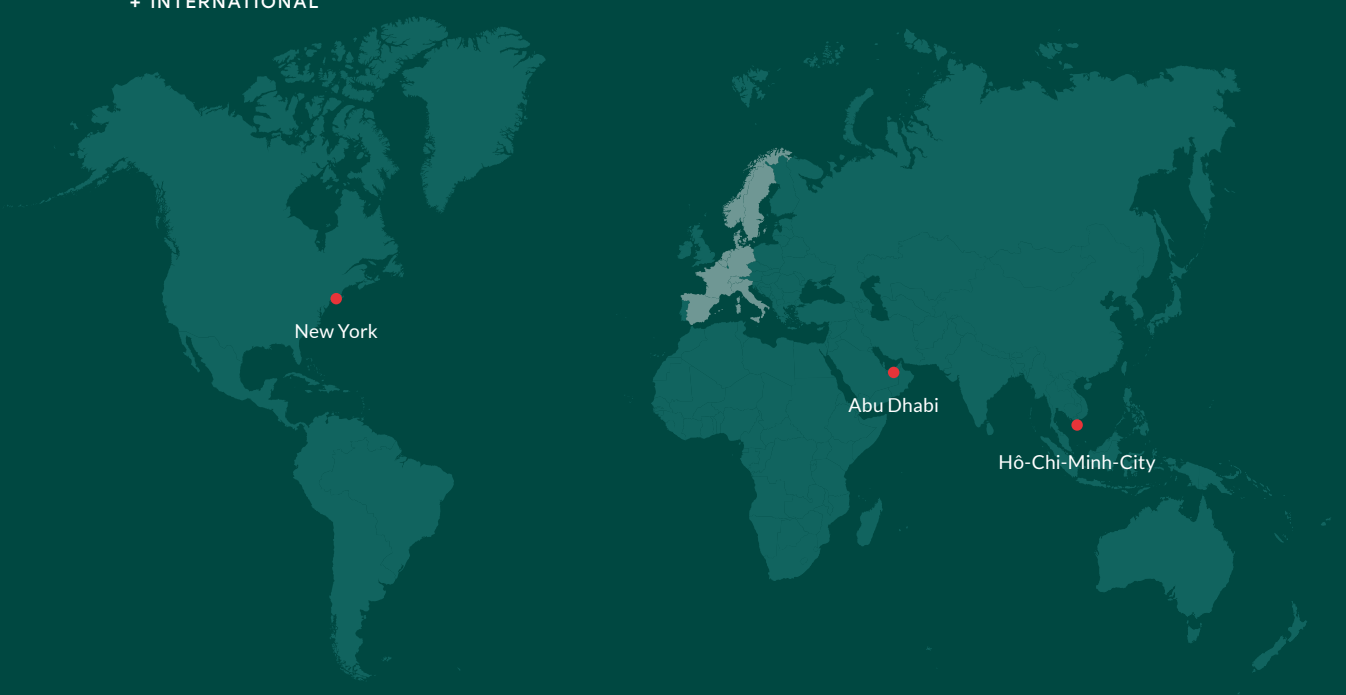 + INTERNATIONAL
New York
Abu Dhabi
Hô-Chi-Minh-City